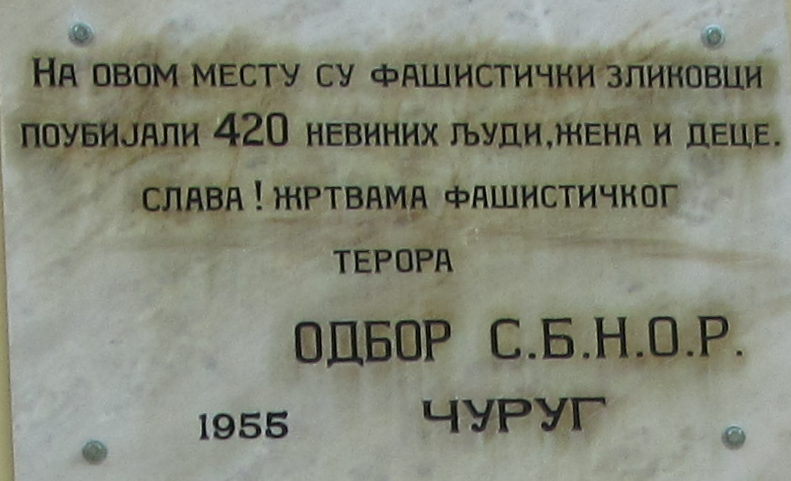 НА ОВОМ МЕСТУ СУ ФАШИСТИЧКИ ЗЛИКОВЦИ
ПОУБИЈАЛИ 420 НЕВИНИХ ЉУДИ, ЖЕНА И ДЕЦЕ.
СЛАВА! ЖРТВАМА ФАШИСТИЧКОГ
ТЕРОРА
ОДБОР С.Б.Н.О.Р.
1955 ЧУРУГ